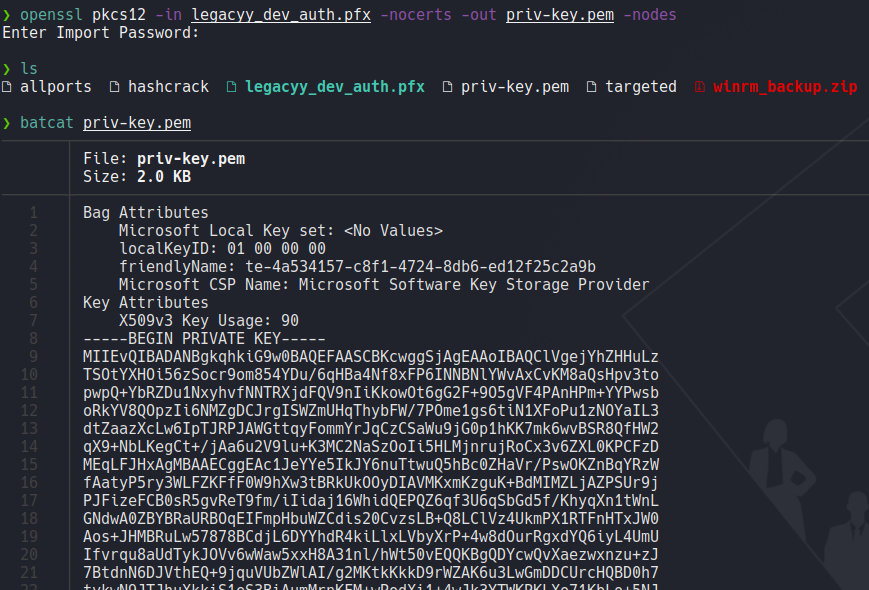 ❯ openssl pkcs12 -in legacyy_dev_auth.pfx -nocerts -out priv-key.pem -nodes
Enter Import Password:
❯ ls
allports hashcrack legacyy_dev_auth.pfx priv-key.pem targeted winrm_backup.zip
❯ batcat priv-key.pem
File: priv-key.pem
Size: 2.0 KB
1 Bag Attributes
2 Microsoft Local Key set: <No Values>
3 localKeyID: 01 00 00 00
4 friendlyName: te-4a534157-c8f1-4724-8db6-ed12f25c2a9b
5 Microsoft CSP Name: Microsoft Software Key Storage Provider
6 Key Attributes
7 X509v3 Key Usage: 90
8 -----BEGIN PRIVATE KEY-----
9 MIIEvQIBADANBgkqhkiG9w0BAQEFAASCBKcwggSjAgEAAoIBAQClVgejYhZHHuLz
10 TSOtYXHOi56zSocr9om854YDu/6qHBa4Nf8xFP6INNBNlYWvAxCvKM8aQsHpv3to
11 pwpQ+YbRZDu1NxyhvfNNTRXjdFQV9nIiKkowOt6gG2F+9O5gVF4PAnHPm+YYPwsb
12 oRkYV8QOpzIi6NMZgDCJrgISWZmUHqThybFW/7POme1gs6tiN1XFoPu1zNOYaIL3
13 dtZaazXcLw6IpTJRPJAWGttqyFommYrJqCzCSaWu9jG0p1hKK7mk6wvBSR8QfHW2
14 qX9+NbLKegCt+/jAa6u2V9lu+K3MC2NaSzOoIi5HLMjnrujRoCx3v6ZXL0KPCFzD
15 MEqLFJHxAgMBAAECggEAc1JeYYe5IkJY6nuTtwuQ5hBc0ZHaVr/PswOKZnBqYRzW
16 fAatyP5ry3WLFZKFfF0W9hXw3tBRkUkOOyDIAVMKxmKzguK+BdMIMZLjAZPSUr9j
17 PJFizeFCB0sR5gvReT9fm/iIidaj16WhidQEPQZ6qf3U6qSbGd5f/KhyqXn1tWnL
18 GNdwA0ZBYBRaURBOqEIFmpHbuWZCdis20CvzsLB+Q8LClVz4UkmPX1RTFnHTxJW0
19 Aos+JHMBRuLw57878BCdjL6DYYhdR4kiLlxLVbyXrP+4w8dOurRgxdYQ6iyL4UmU
20 Ifvrqu8aUdTykJOVv6wWaw5xxH8A31nl/hWt50vEQQKBgQDYcwQvXaezwxnzu+zJ
21 7BtdnN6DJVthEQ+9jquVUbZWlAI/g2MKtkKkkD9rWZAK6u3LwGmDDCUrcHQBD0h7